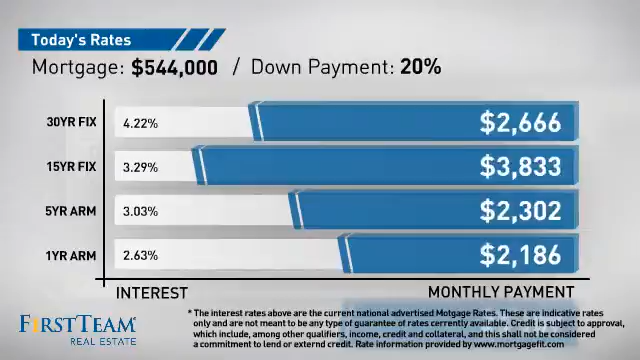 Today's Rates
Mortgage: $544,000 / Down Payment: 20%
30YR FIX 4.22% $2,666
15YR FIX 3.29% $3,833
5YR ARM 3.03% $2,302
1YR ARM 2.63% $2,186
INTEREST MONTHLY PAYMENT
FIRSTTEAM®
REAL ESTATE
* The interest rates above are the current national advertised Motgage Rates. These are indicative rates
only and are not meant to be any type of guarantee of rates cerrently available. Credit is subject to approval,
which include, among other qualifiers, income, credit and collateral, and this shall not be considered
a commitment to lend or externd credit. Rate information provided by www.mortgagefit.com